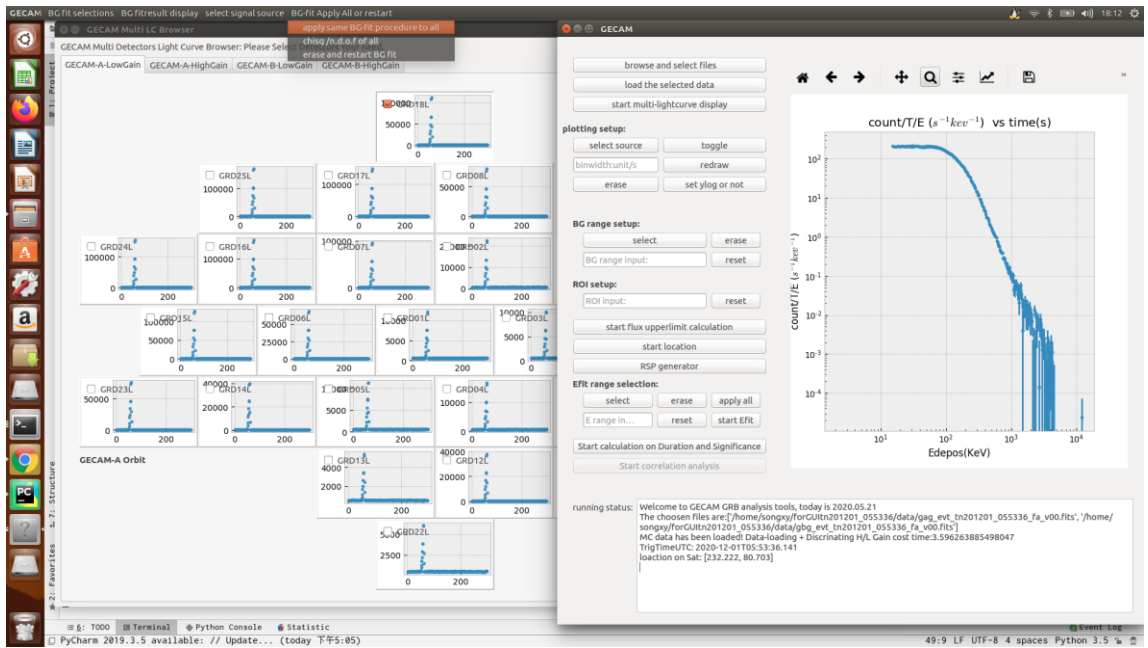 GECAM BG fit selections BG fitresult display select signal source BG-fit Apply All or restart 18:12
apply same BG-fit procedure to all
chisq /n.d.o.f of all
erase and restart BG fit
GECAM Multi LC Browser
GECAM Multi Detectors Light Curve Browser: Please Select
GECAM-A-LowGain GECAM-A-HighGain GECAM-B-LowGain GECAM-B-HighGain
1: Project
7: Structure
2: Favorites
GRD18L
50000
0
0 200
GRD25L GRD17L GRD08L
100000 100000 50000
0 0 0
0 200 0 200 0 200
GRD24L GRD16L GRD07L GRD02L
100000 100000 100000 10000
0 0 0 0
0 200 0 200 0 200 0 200
GRD15L GRD06L GRD01L GRD03L
100000 50000 10000 10000
50000 25000 5000 5000
0 0 0 0
0 200 0 200 0 200 0
GRD23L GRD14L GRD05L GRD04L
50000 40000 20000 5000 10000
0 0 0 0
0 200 0 200 0 200 0 200
GECAM-A Orbit
GRD13L GRD12L
4000 40000
2000 20000
0 0
0 200 0 200
GRD22L
5000
2500
0 200
GECAM
browse and select files
load the selected data
start multi-lightcurve display
plotting setup:
select source toggle
binwidth:unit/s redraw
erase set ylog or not
BG range setup:
select erase
BG range input: reset
ROI setup:
ROI input: reset
start flux upperlimit calculation
start location
RSP generator
Efit range selection:
select erase apply all
E range in... reset start Efit
Start calculation on Duration and Significance
Start correlation analysis
»
count/T/E (s⁻¹kev⁻¹) vs time(s)
count/T/E (s⁻¹kev⁻¹)
10²
10¹
10⁰
10⁻¹
10⁻²
10⁻³
10⁻⁴
10¹ 10² 10³ 10⁴
Edepos(KeV)
running status:
Welcome to GECAM GRB analysis tools, today is 2020.05.21
The choosen files are:['/home/songxy/forGUItn201201_055336/data/gag_evt_tn201201_055336_fa_v00.fits', '/home/
songxy/forGUItn201201_055336/data/gbg_evt_tn201201_055336_fa_v00.fits']
MC data has been loaded! Data-loading + Discrinating H/L Gain cost time:3.596263885498047
TrigTimeUTC: 2020-12-01T05:53:36.141
loaction on Sat: [232.222, 80.703]
6: TODO Terminal Python Console Statistic Event Log
PyCharm 2019.3.5 available: // Update... (today 下午5:05) 49:9 LF UTF-8 4 spaces Python 3.5